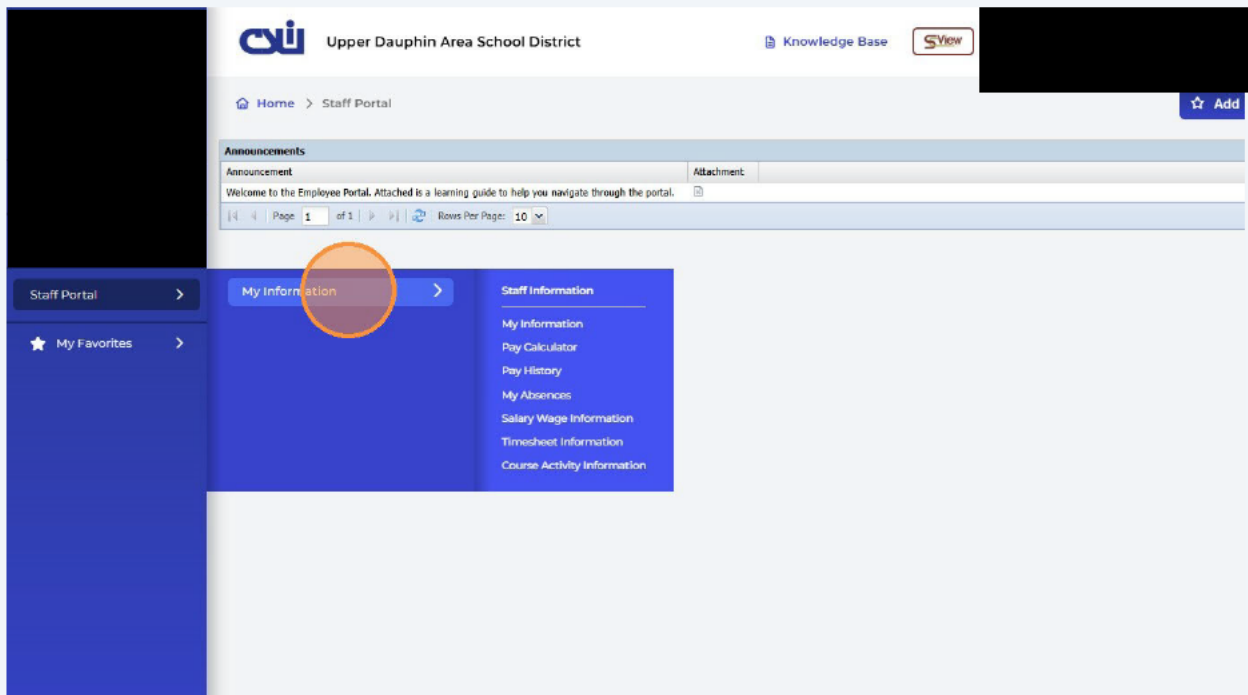 CSIU
Upper Dauphin Area School District
Knowledge Base
SView
Home > Staff Portal
Add
Announcements
Announcement Attachment
Welcome to the Employee Portal. Attached is a learning guide to help you navigate through the portal.
Page 1 of 1 Rows Per Page: 10
Staff Portal
My Favorites
My Information
Staff Information
My Information
Pay Calculator
Pay History
My Absences
Salary Wage Information
Timesheet Information
Course Activity Information